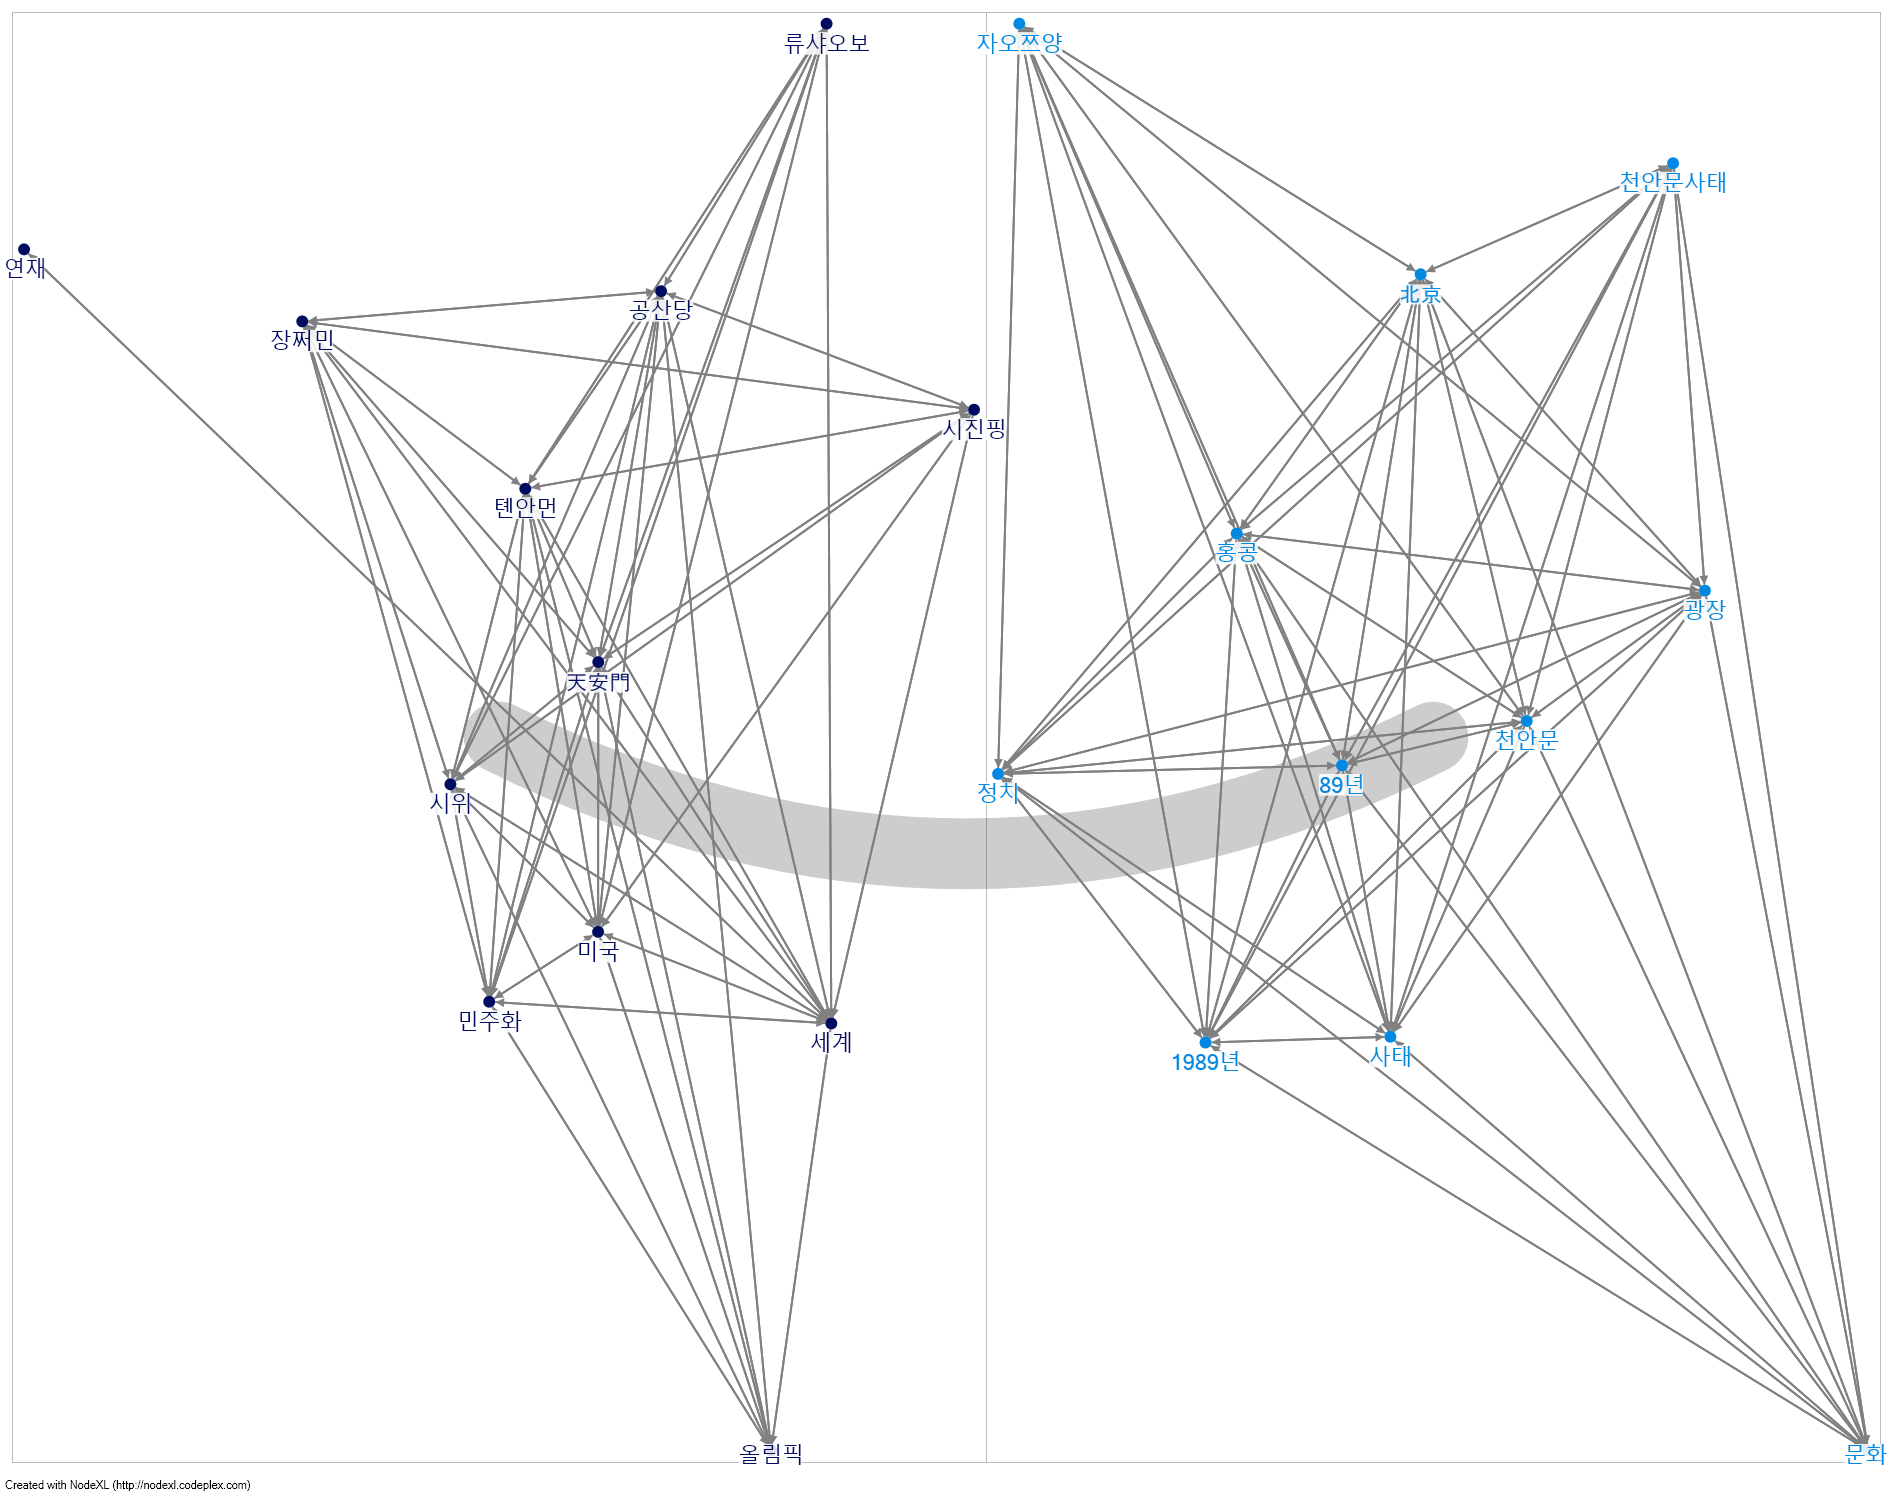 류샤오보
자오쯔양
천안문사태
연재
北京
공산당
장쩌민
시진핑
톈안먼
홍콩
광장
天安門
천안문
89년
정치
시위
미국
민주화
세계
1989년
사태
올림픽
문화
Created with NodeXL (http://nodexl.codeplex.com)